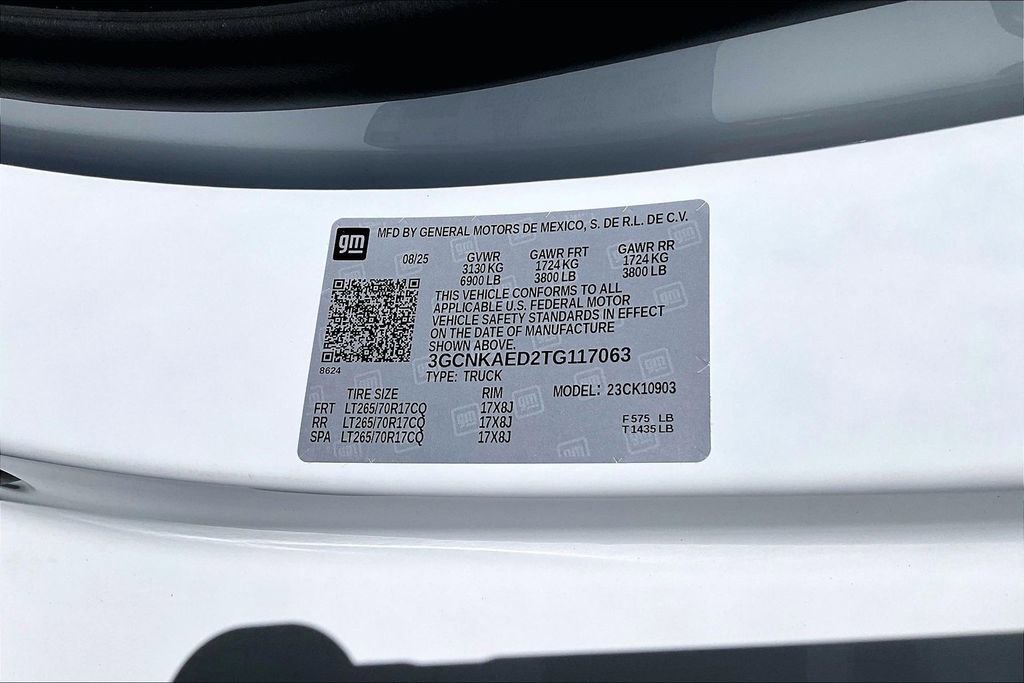 gm MFD BY GENERAL MOTORS DE MEXICO, S. DE R.L. DE C.V.
08/25 GVWR GAWR FRT GAWR RR
3130 KG 1724 KG 1724 KG
6900 LB 3800 LB 3800 LB
THIS VEHICLE CONFORMS TO ALL
APPLICABLE U.S. FEDERAL MOTOR
VEHICLE SAFETY STANDARDS IN EFFECT
ON THE DATE OF MANUFACTURE
SHOWN ABOVE.
8624 3GCNKAED2TG117063
TYPE: TRUCK
TIRE SIZE RIM MODEL: 23CK10903
FRT LT265/70R17CQ 17X8J
RR LT265/70R17CQ 17X8J F 575 LB
SPA LT265/70R17CQ 17X8J T 1435 LB